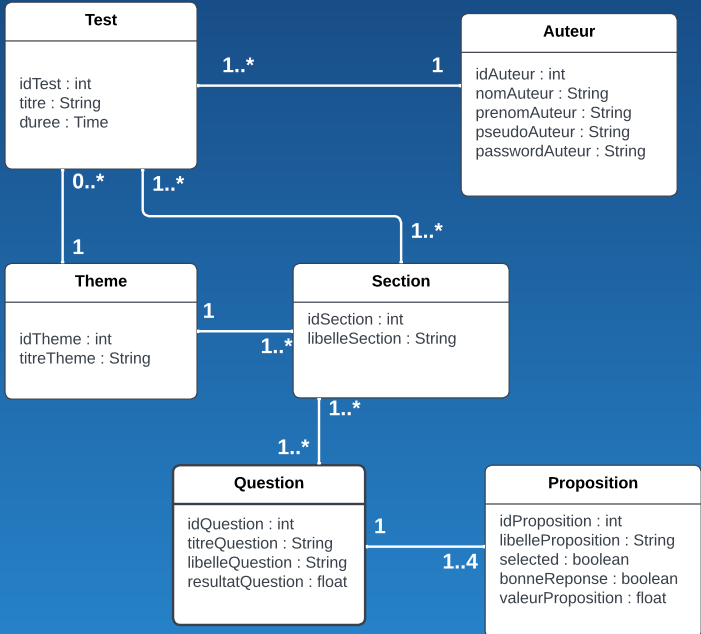 Test
idTest : int
titre : String
duree : Time
Auteur
idAuteur : int
nomAuteur : String
prenomAuteur : String
pseudoAuteur : String
passwordAuteur : String
1..*
1
0..*
1..*
1
1..*
Theme
idTheme : int
titreTheme : String
1
1..*
Section
idSection : int
libelleSection : String
1..*
1..*
Question
idQuestion : int
titreQuestion : String
libelleQuestion : String
resultatQuestion : float
1
1..4
Proposition
idProposition : int
libelleProposition : String
selected : boolean
bonneReponse : boolean
valeurProposition : float